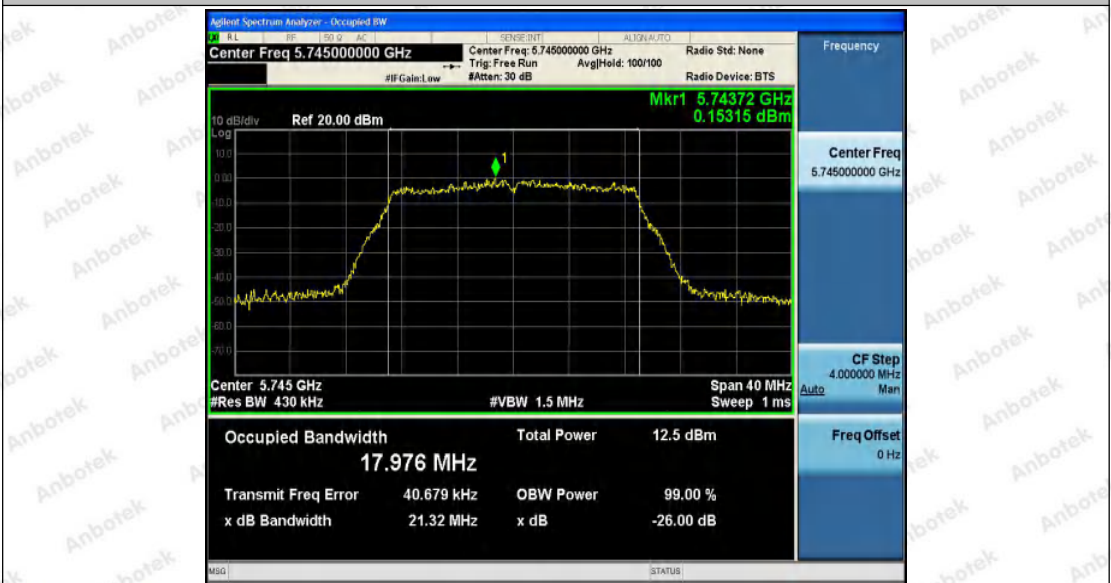 Agilent Spectrum Analyzer - Occupied BW
RL RF 50 Ω AC SENSE:INT ALIGN AUTO
Center Freq 5.745000000 GHz
#IFGain:Low
Center Freq: 5.745000000 GHz
Trig: Free Run Avg|Hold: 100/100
#Atten: 30 dB
Radio Std: None
Radio Device: BTS
Mkr1 5.74372 GHz
0.15315 dBm
10 dB/div Ref 20.00 dBm
Log
10.0
0.00
-10.0
-20.0
-30.0
-40.0
-50.0
-60.0
-70.0
1
Center 5.745 GHz Span 40 MHz
#Res BW 430 kHz #VBW 1.5 MHz Sweep 1 ms
Occupied Bandwidth Total Power 12.5 dBm
17.976 MHz
Transmit Freq Error 40.679 kHz OBW Power 99.00 %
x dB Bandwidth 21.32 MHz x dB -26.00 dB
MSG STATUS
Frequency
Center Freq
5.745000000 GHz
CF Step
4.000000 MHz
Auto Man
Freq Offset
0 Hz
Anbotek